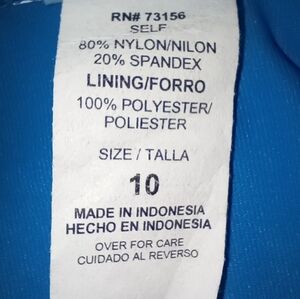 RN# 73156
SELF
80% NYLON/NILON
20% SPANDEX
LINING/FORRO
100% POLYESTER/
POLIESTER
SIZE / TALLA
10
MADE IN INDONESIA
HECHO EN INDONESIA
OVER FOR CARE
CUIDADO AL REVERSO